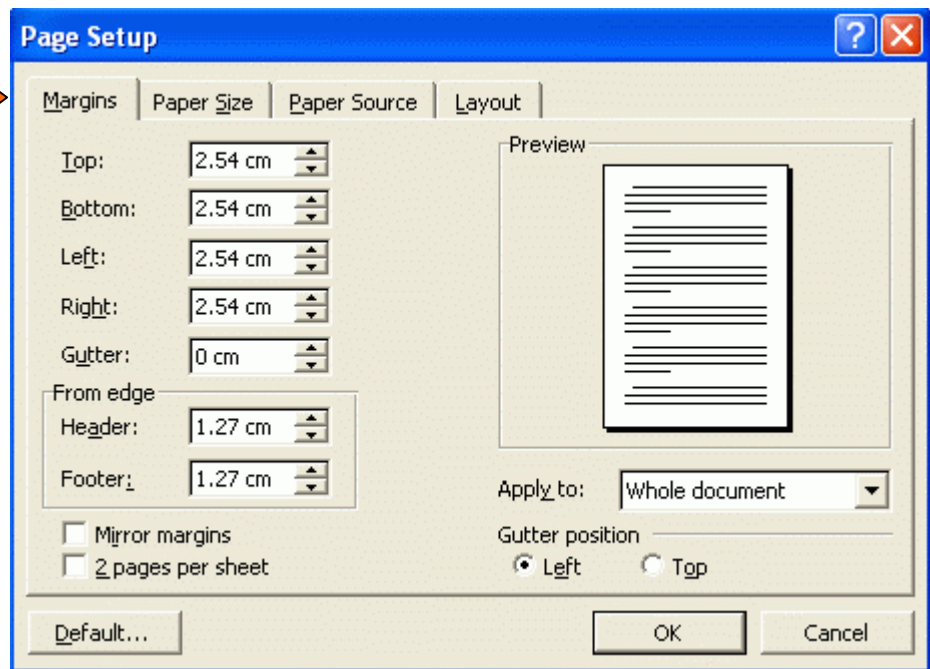 Page Setup
Margins Paper Size Paper Source Layout
Top: 2.54 cm
Bottom: 2.54 cm
Left: 2.54 cm
Right: 2.54 cm
Gutter: 0 cm
From edge
Header: 1.27 cm
Footer: 1.27 cm
Mirror margins
2 pages per sheet
Preview
Apply to: Whole document
Gutter position
Left Top
Default... OK Cancel